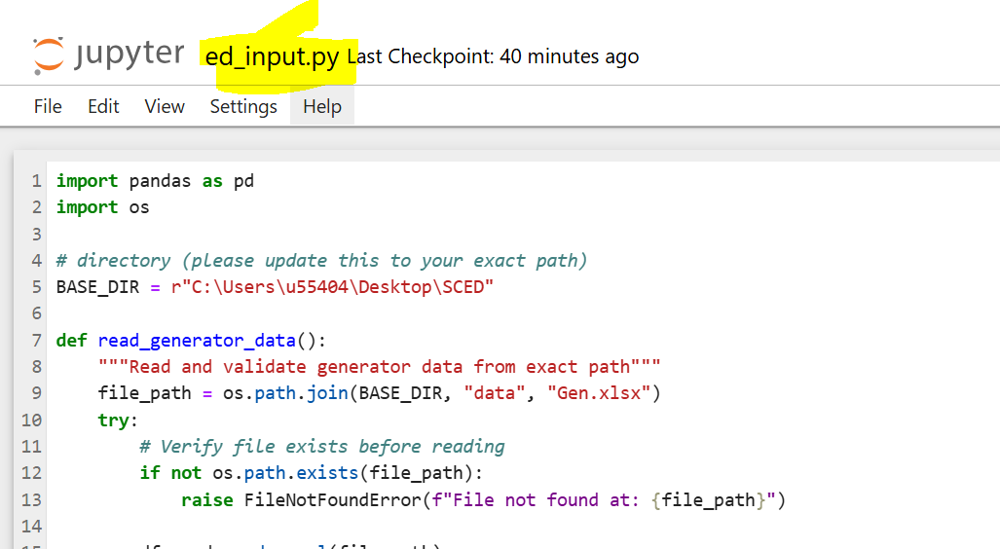 jupyter ed_input.py Last Checkpoint: 40 minutes ago
File Edit View Settings Help
1 import pandas as pd
2 import os
3
4 # directory (please update this to your exact path)
5 BASE_DIR = r"C:\Users\u55404\Desktop\SCED"
6
7 def read_generator_data():
8 """Read and validate generator data from exact path"""
9 file_path = os.path.join(BASE_DIR, "data", "Gen.xlsx")
10 try:
11 # Verify file exists before reading
12 if not os.path.exists(file_path):
13 raise FileNotFoundError(f"File not found at: {file_path}")
14